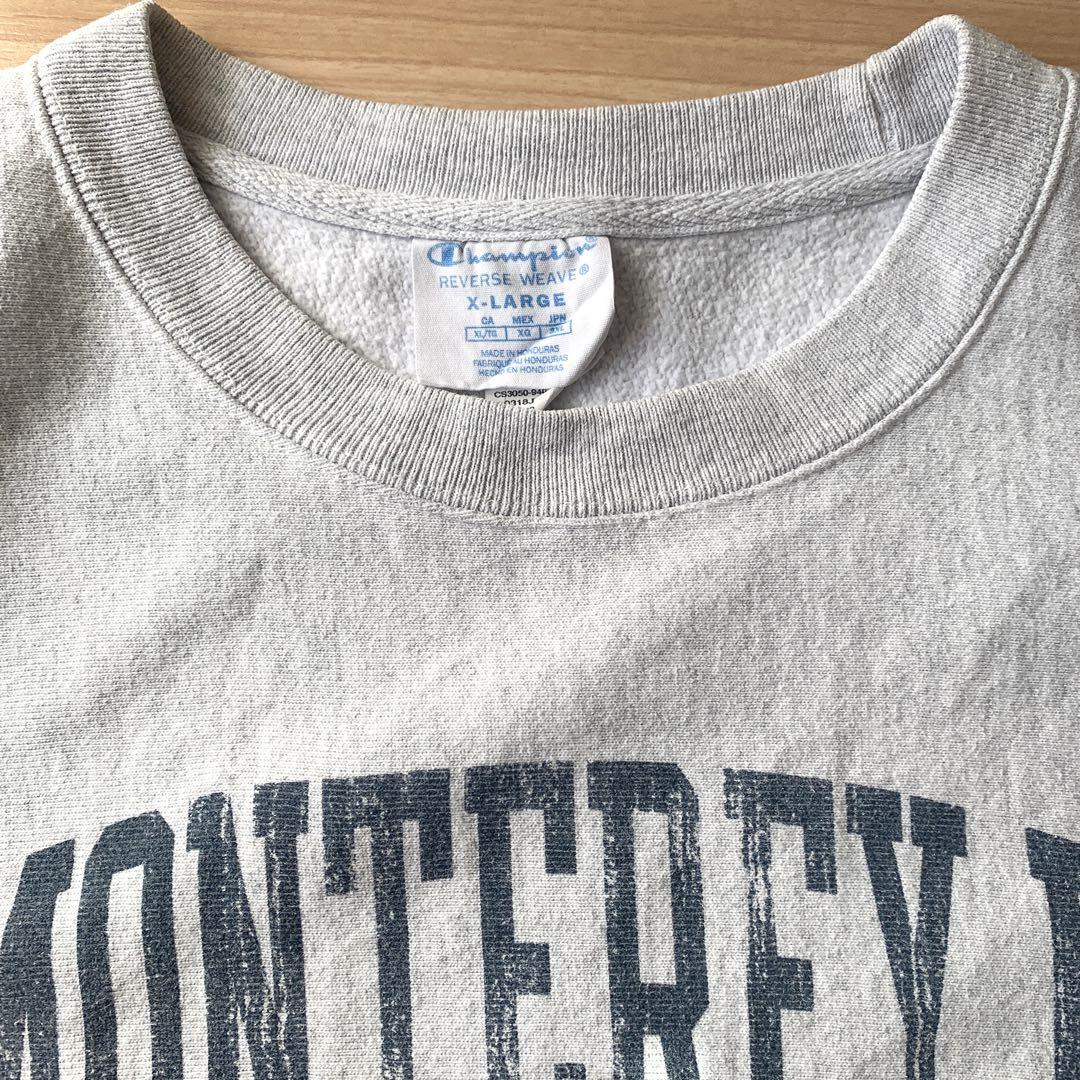 Champion®
REVERSE WEAVE®
X-LARGE
CA MEX JPN
XL/TG XG
MADE IN HONDURAS
FABRIQUÉ AU HONDURAS
HECHO EN HONDURAS
MONTEREY